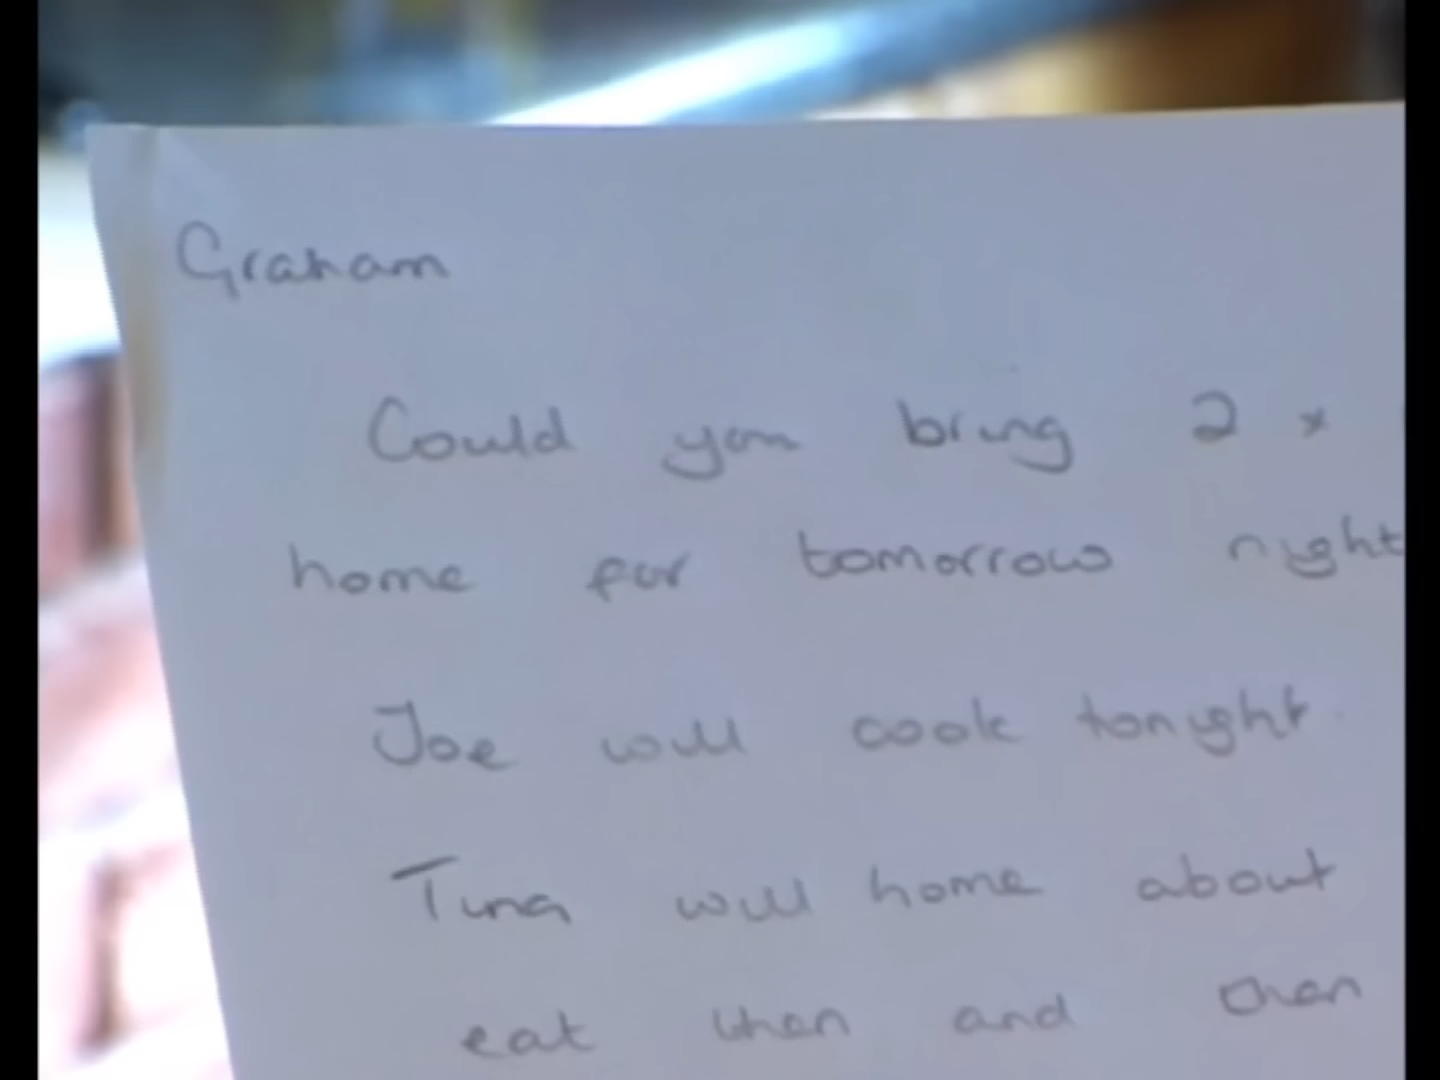 Graham
Could you bring 2 x
home for tomorrow night
Joe will cook tonight
Tina will home about
eat then and then